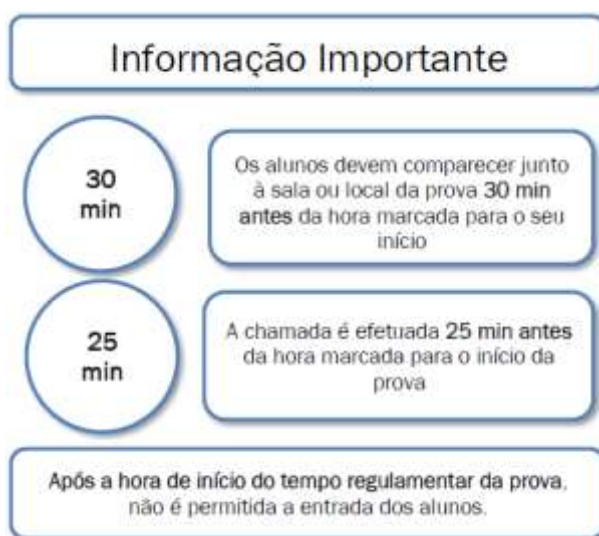 Informação Importante
30
min
Os alunos devem comparecer junto
à sala ou local da prova 30 min
antes da hora marcada para o seu
início
25
min
A chamada é efetuada 25 min antes
da hora marcada para o início da
prova
Após a hora de início do tempo regulamentar da prova,
não é permitida a entrada dos alunos.